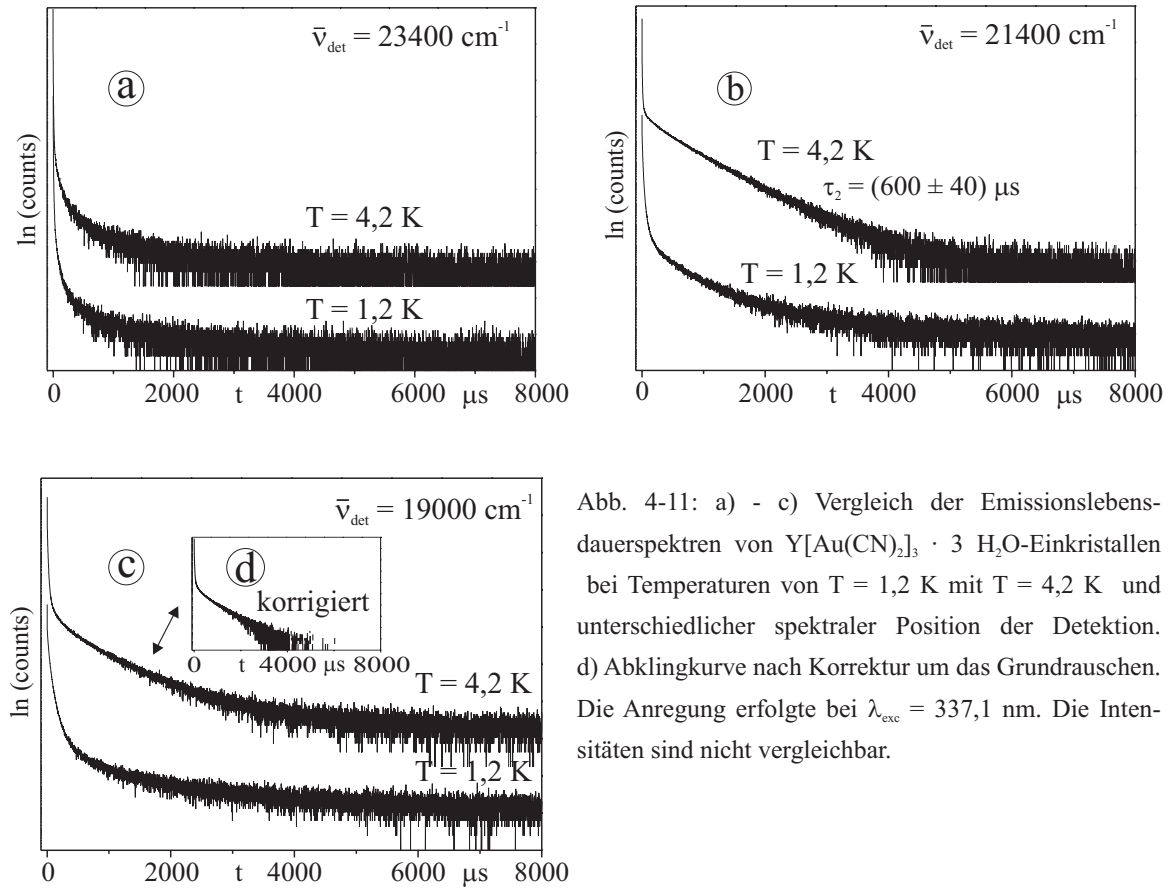 ν̄det = 23400 cm-1
a
T = 4,2 K
T = 1,2 K
ln (counts)
0 2000 t 4000 6000 μs 8000
ν̄det = 21400 cm-1
b
T = 4,2 K
τ2 = (600 ± 40) μs
T = 1,2 K
ln (counts)
0 2000 t 4000 6000 μs 8000
ν̄det = 19000 cm-1
c
d
korrigiert
0 t 4000 μs 8000
T = 4,2 K
T = 1,2 K
ln (counts)
0 2000 t 4000 6000 μs 8000
Abb. 4-11: a) - c) Vergleich der Emissionslebens-
dauerspektren von Y[Au(CN)2]3 · 3 H2O-Einkristallen
bei Temperaturen von T = 1,2 K mit T = 4,2 K und
unterschiedlicher spektraler Position der Detektion.
d) Abklingkurve nach Korrektur um das Grundrauschen.
Die Anregung erfolgte bei λexc = 337,1 nm. Die Inten-
sitäten sind nicht vergleichbar.